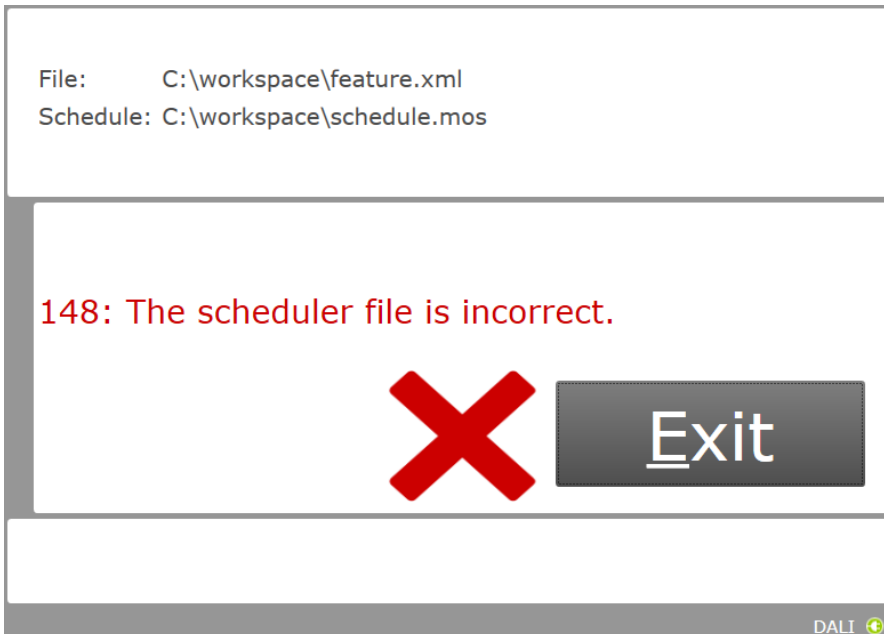 File: C:\workspace\feature.xml
Schedule: C:\workspace\schedule.mos
148: The scheduler file is incorrect.
Exit
DALI